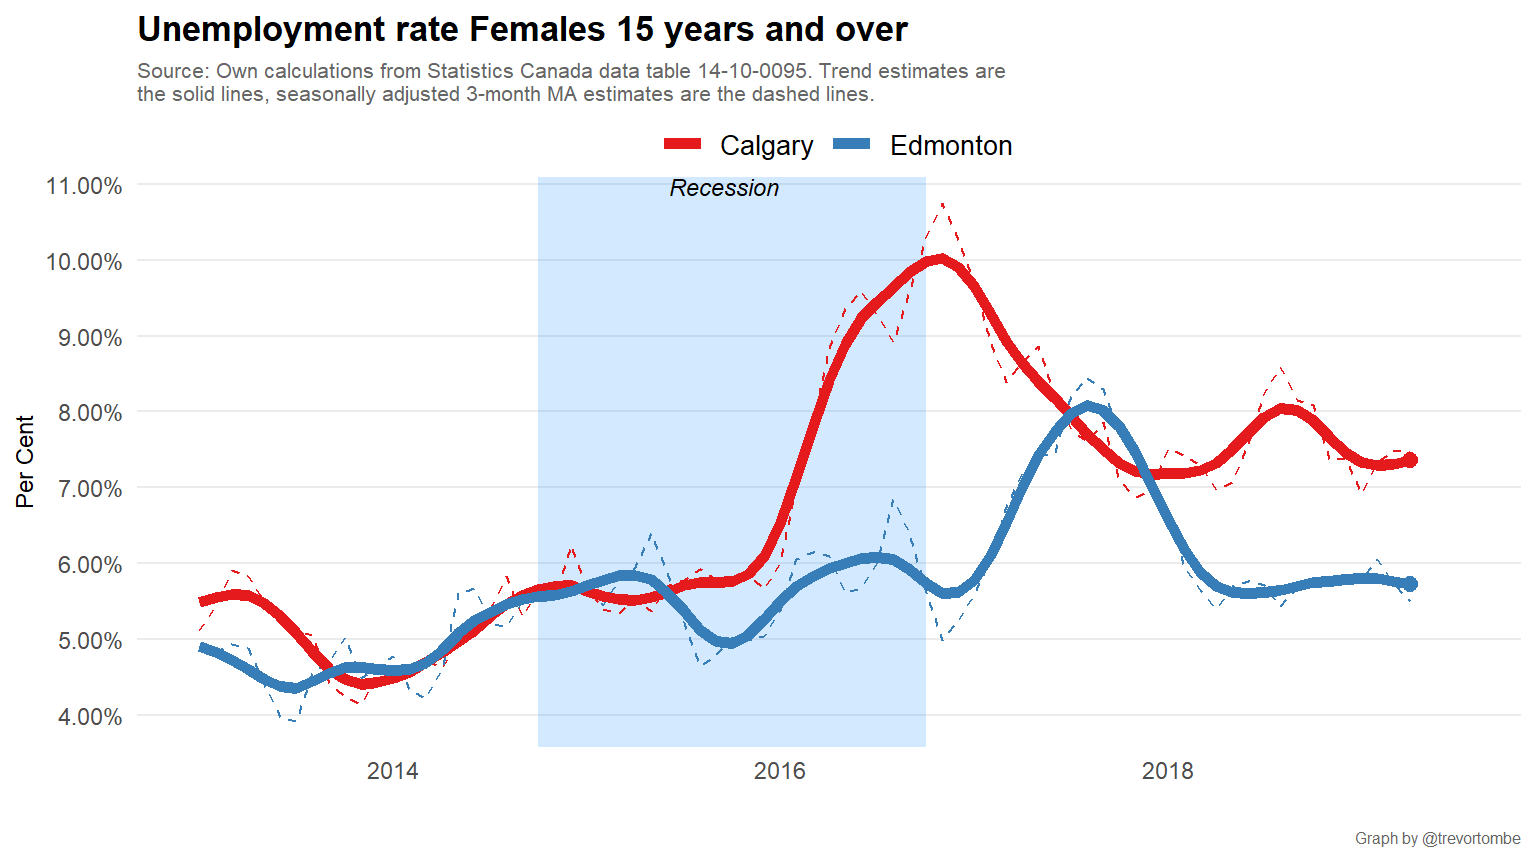 Unemployment rate Females 15 years and over
Source: Own calculations from Statistics Canada data table 14-10-0095. Trend estimates are
the solid lines, seasonally adjusted 3-month MA estimates are the dashed lines.
Calgary Edmonton
Recession
11.00%
10.00%
9.00%
8.00%
7.00%
6.00%
5.00%
4.00%
Per Cent
2014 2016 2018
Graph by @trevortombe